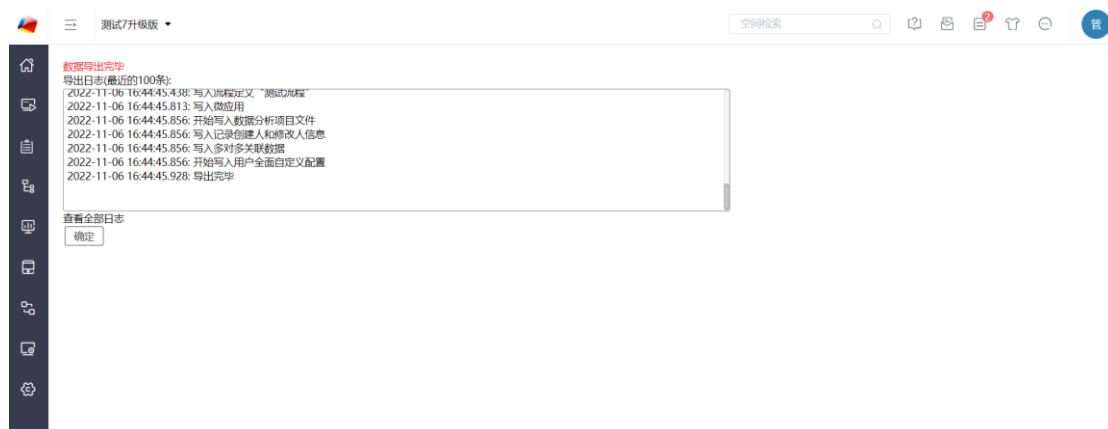 测试7升级版
空间检索
2
管
数据导出完毕
导出日志(最近的100条):
2022-11-06 16:44:45.438: 写入流程定义“测试流程”
2022-11-06 16:44:45.813: 写入微应用
2022-11-06 16:44:45.856: 开始写入数据分析项目文件
2022-11-06 16:44:45.856: 写入记录创建人和修改人信息
2022-11-06 16:44:45.856: 写入多对多关联数据
2022-11-06 16:44:45.856: 开始写入用户全面自定义配置
2022-11-06 16:44:45.928: 导出完毕
查看全部日志
确定